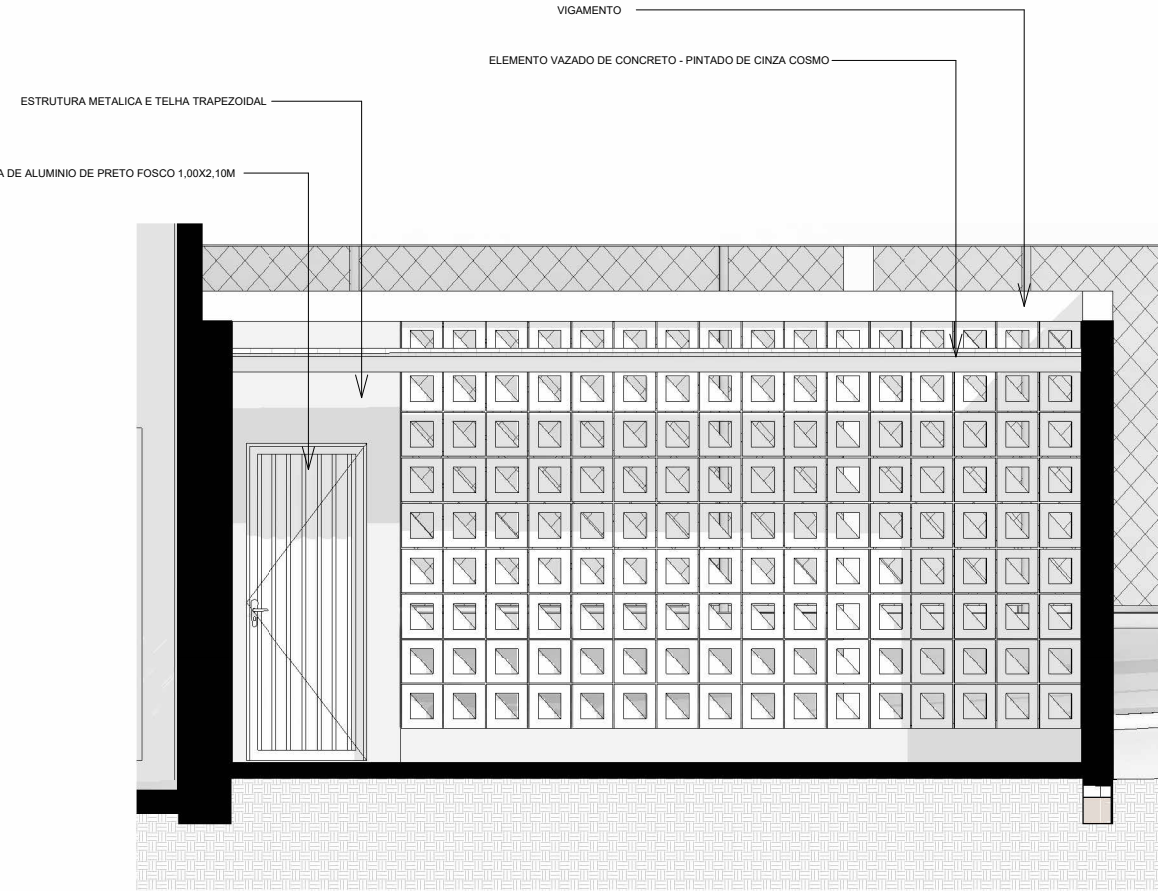 VIGAMENTO
ELEMENTO VAZADO DE CONCRETO - PINTADO DE CINZA COSMO
ESTRUTURA METALICA E TELHA TRAPEZOIDAL
DE ALUMINIO DE PRETO FOSCO 1,00X2,10M